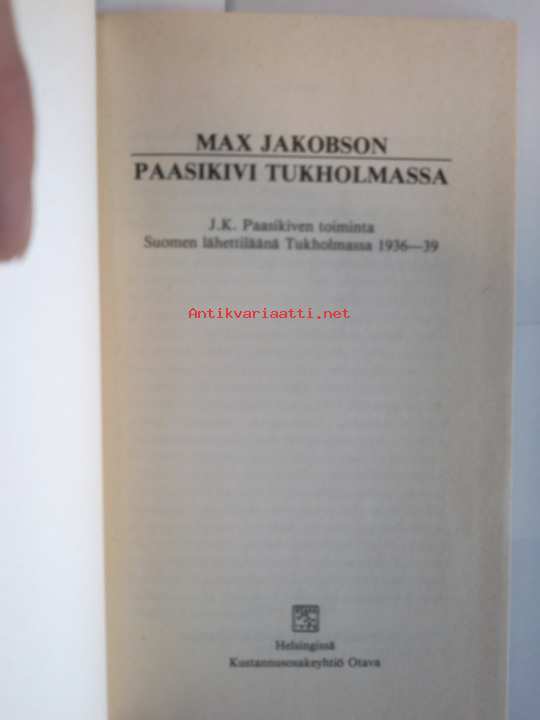 MAX JAKOBSON
PAASIKIVI TUKHOLMASSA
J.K. Paasikiven toiminta
Suomen lähettiläänä Tukholmassa 1936—39
Antikvariaatti.net
Helsingissä
Kustannusosakeyhtiö Otava